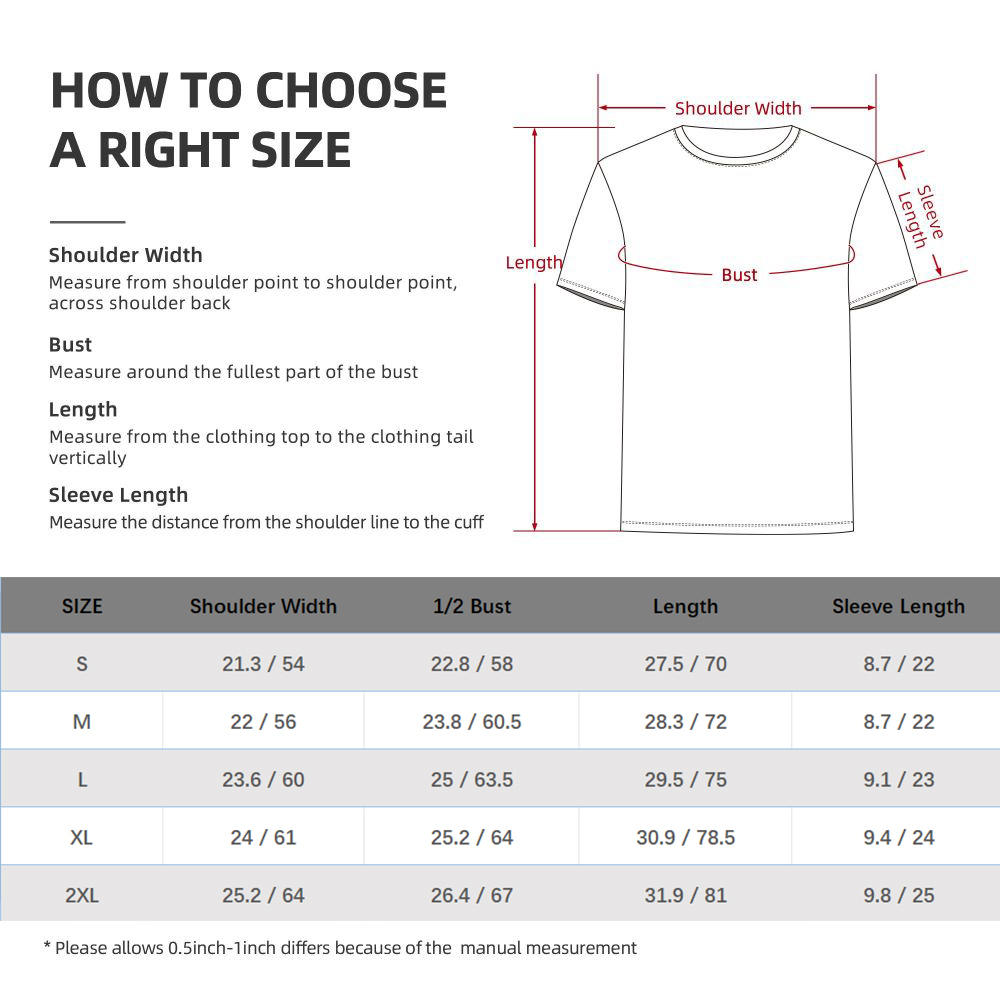 HOW TO CHOOSE
A RIGHT SIZE
Shoulder Width
Measure from shoulder point to shoulder point,
across shoulder back
Bust
Measure around the fullest part of the bust
Length
Measure from the clothing top to the clothing tail
vertically
Sleeve Length
Measure the distance from the shoulder line to the cuff
Shoulder Width
Sleeve
Length
Length
Bust
SIZE Shoulder Width 1/2 Bust Length Sleeve Length
S 21.3 / 54 22.8 / 58 27.5 / 70 8.7 / 22
M 22 / 56 23.8 / 60.5 28.3 / 72 8.7 / 22
L 23.6 / 60 25 / 63.5 29.5 / 75 9.1 / 23
XL 24 / 61 25.2 / 64 30.9 / 78.5 9.4 / 24
2XL 25.2 / 64 26.4 / 67 31.9 / 81 9.8 / 25
* Please allows 0.5inch-1inch differs because of the manual measurement